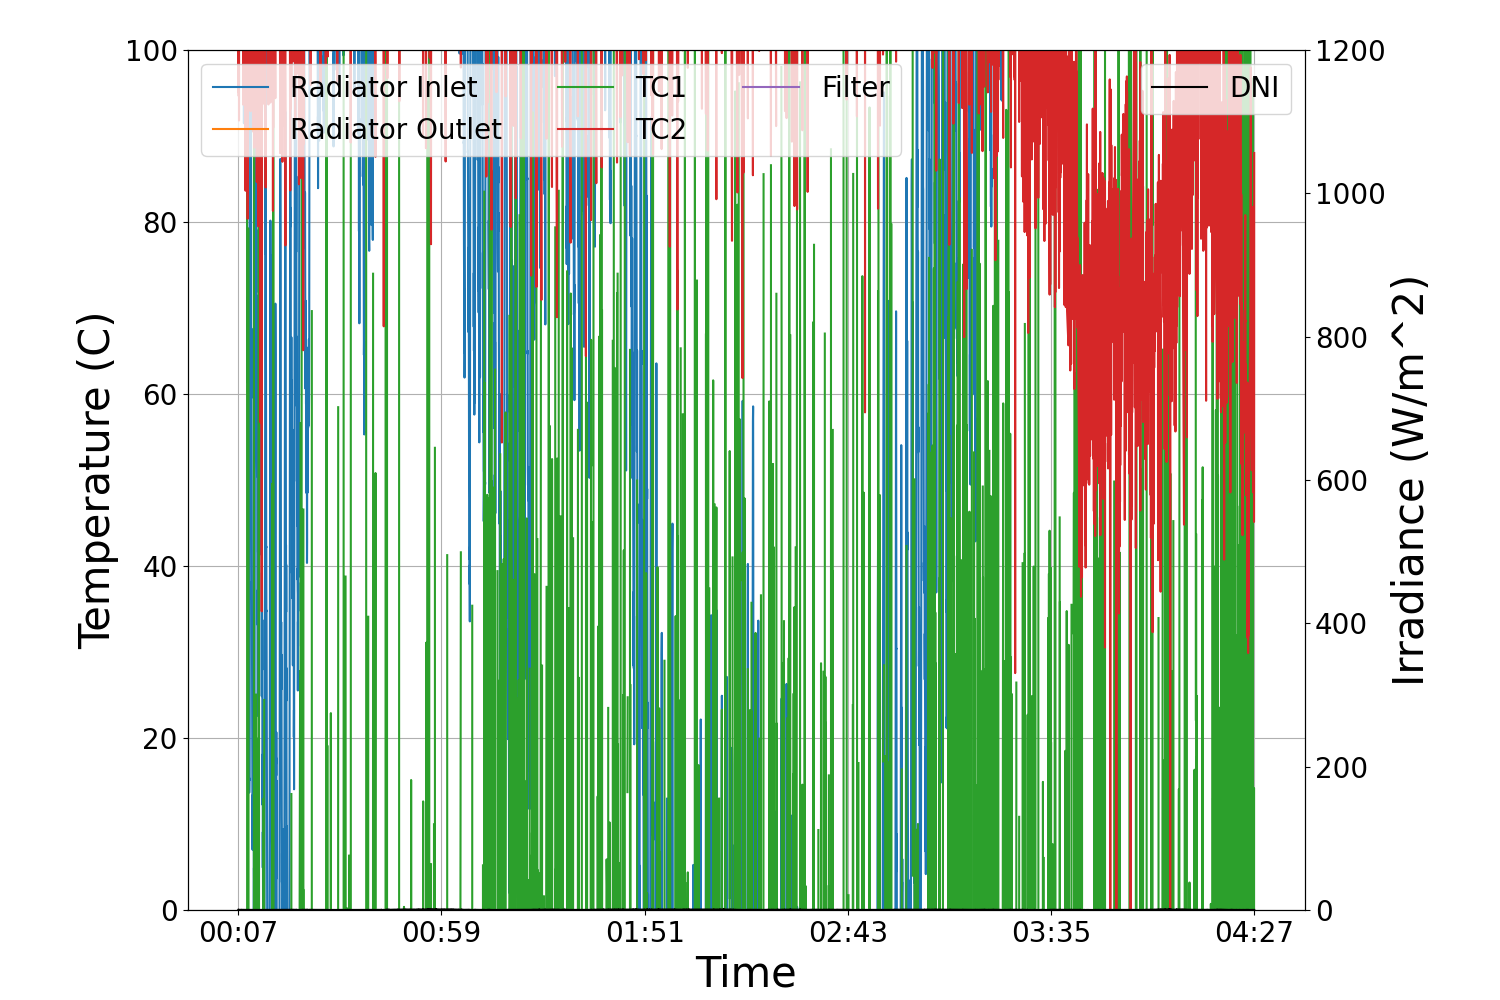 100
80
60
40
20
0
Temperature (C)
Radiator Inlet
Radiator Outlet
TC1
TC2
Filter
DNI
1200
1000
800
600
400
200
0
Irradiance (W/m^2)
00:07
00:59
01:51
02:43
03:35
04:27
Time